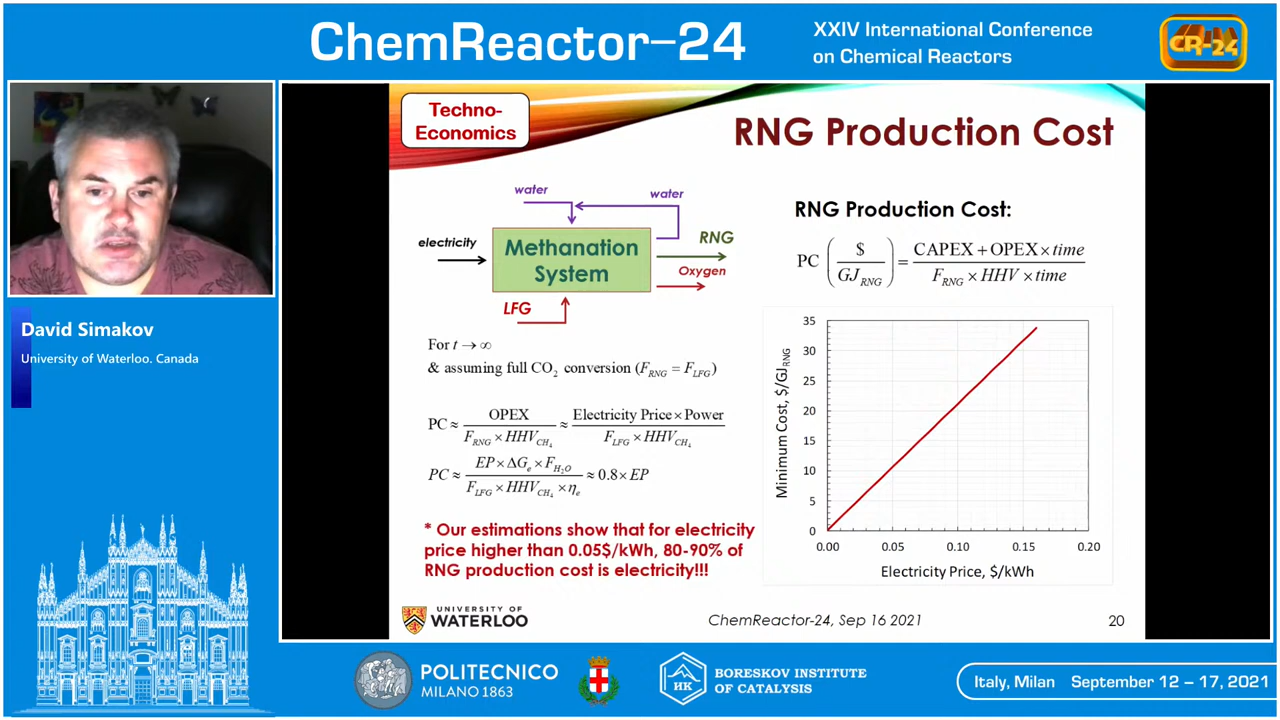 ChemReactor-24
XXIV International Conference
on Chemical Reactors
CR-24
David Simakov
University of Waterloo. Canada
Techno-
Economics
RNG Production Cost
water
water
electricity
Methanation
System
RNG
Oxygen
LFG
For t → ∞
& assuming full CO₂ conversion (F_RNG = F_LFG)
PC ≈ OPEX / (F_RNG × HHV_CH₄) ≈ Electricity Price × Power / (F_LFG × HHV_CH₄)
PC ≈ EP × ΔG_e × F_H₂O / (F_LFG × HHV_CH₄ × η_e) ≈ 0.8 × EP
* Our estimations show that for electricity
price higher than 0.05$/kWh, 80-90% of
RNG production cost is electricity!!!
RNG Production Cost:
PC ($ / GJ_RNG) = (CAPEX + OPEX × time) / (F_RNG × HHV × time)
Minimum Cost, $/GJ_RNG
35
30
25
20
15
10
5
0
0.00 0.05 0.10 0.15 0.20
Electricity Price, $/kWh
UNIVERSITY OF
WATERLOO
ChemReactor-24, Sep 16 2021
20
POLITECNICO
MILANO 1863
НК
BORESKOV INSTITUTE
OF CATALYSIS
Italy, Milan September 12 – 17, 2021